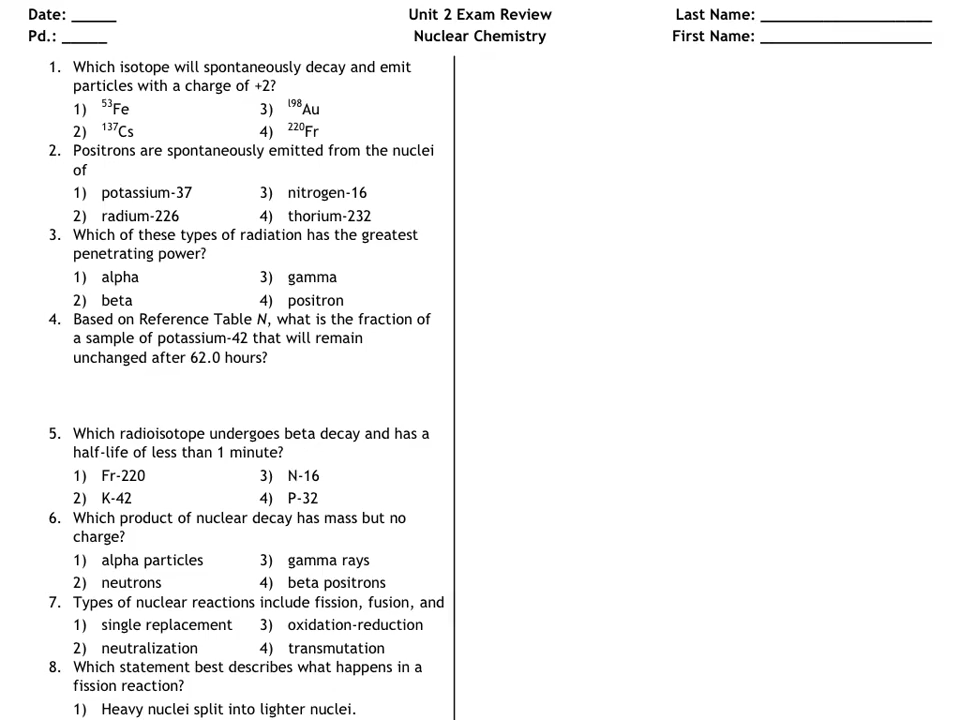 Date: _____ Unit 2 Exam Review Last Name: ___________________
Pd.: _____ Nuclear Chemistry First Name: ___________________
1. Which isotope will spontaneously decay and emit
particles with a charge of +2?
1) ⁵³Fe 3) ¹⁹⁸Au
2) ¹³⁷Cs 4) ²²⁰Fr
2. Positrons are spontaneously emitted from the nuclei
of
1) potassium-37 3) nitrogen-16
2) radium-226 4) thorium-232
3. Which of these types of radiation has the greatest
penetrating power?
1) alpha 3) gamma
2) beta 4) positron
4. Based on Reference Table N, what is the fraction of
a sample of potassium-42 that will remain
unchanged after 62.0 hours?
5. Which radioisotope undergoes beta decay and has a
half-life of less than 1 minute?
1) Fr-220 3) N-16
2) K-42 4) P-32
6. Which product of nuclear decay has mass but no
charge?
1) alpha particles 3) gamma rays
2) neutrons 4) beta positrons
7. Types of nuclear reactions include fission, fusion, and
1) single replacement 3) oxidation-reduction
2) neutralization 4) transmutation
8. Which statement best describes what happens in a
fission reaction?
1) Heavy nuclei split into lighter nuclei.